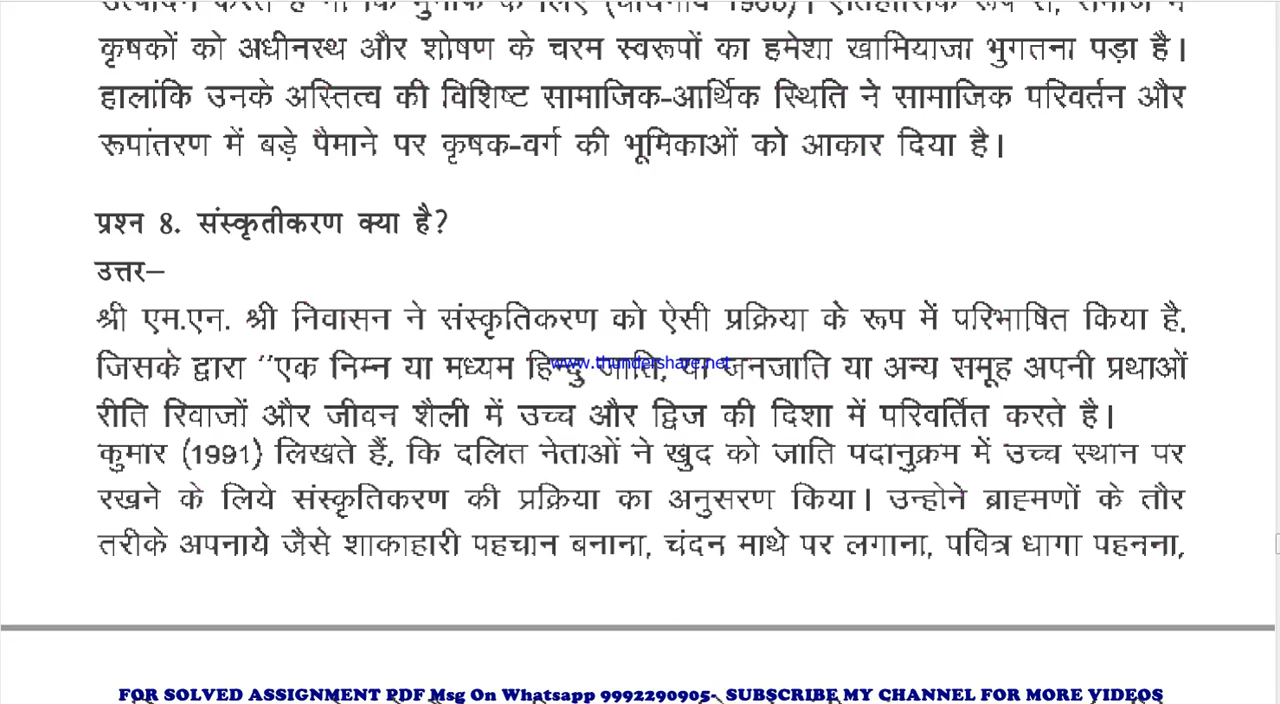 कृषकों को अधीनस्थ और शोषण के चरम स्वरूपों का हमेशा खामियाजा भुगतना पड़ा है।
हालांकि उनके अस्तित्व की विशिष्ट सामाजिक-आर्थिक स्थिति ने सामाजिक परिवर्तन और
रूपांतरण में बड़े पैमाने पर कृषक-वर्ग की भूमिकाओं को आकार दिया है।
प्रश्न 8. संस्कृतीकरण क्या है?
उत्तर–
श्री एम.एन. श्री निवासन ने संस्कृतिकरण को ऐसी प्रक्रिया के रूप में परिभाषित किया है,
जिसके द्वारा ''एक निम्न या मध्यम हिन्दु जाति, या जनजाति या अन्य समूह अपनी प्रथाओं
www.thundershare.net
रीति रिवाजों और जीवन शैली में उच्च और द्विज की दिशा में परिवर्तित करते है।
कुमार (1991) लिखते हैं, कि दलित नेताओं ने खुद को जाति पदानुक्रम में उच्च स्थान पर
रखने के लिये संस्कृतिकरण की प्रक्रिया का अनुसरण किया। उन्होने ब्राह्मणों के तौर
तरीके अपनाये जैसे शाकाहारी पहचान बनाना, चंदन माथे पर लगाना, पवित्र धागा पहनना,
FOR SOLVED ASSIGNMENT PDF Msg On Whatsapp 9992290905- SUBSCRIBE MY CHANNEL FOR MORE VIDEOS